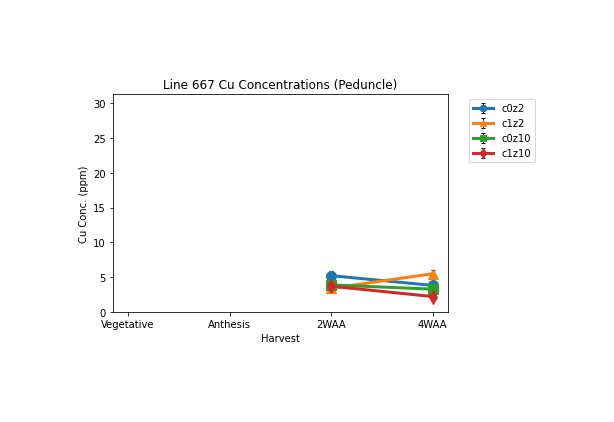 Line 667 Cu Concentrations (Peduncle)
30
25
20
15
10
5
0
Cu Conc. (ppm)
Vegetative Anthesis 2WAA 4WAA
Harvest
c0z2
c1z2
c0z10
c1z10